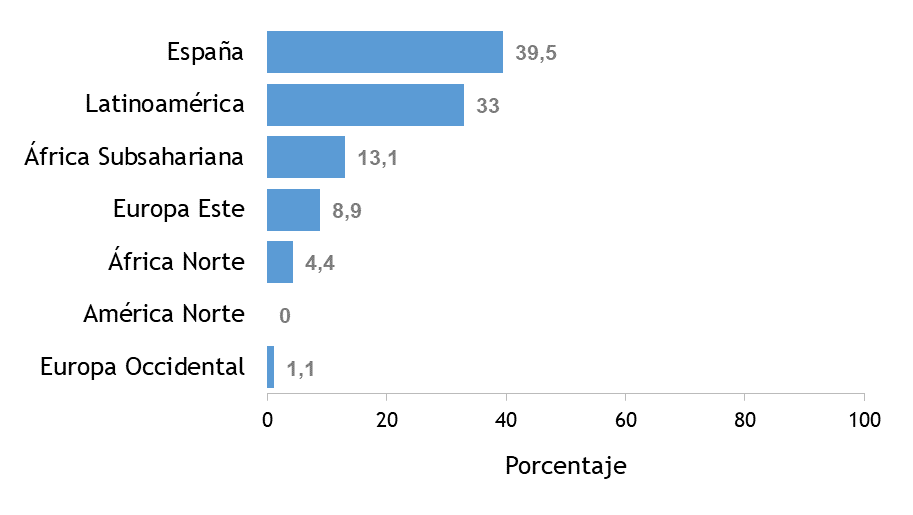 España 39,5
Latinoamérica 33
África Subsahariana 13,1
Europa Este 8,9
África Norte 4,4
América Norte 0
Europa Occidental 1,1
0 20 40 60 80 100
Porcentaje